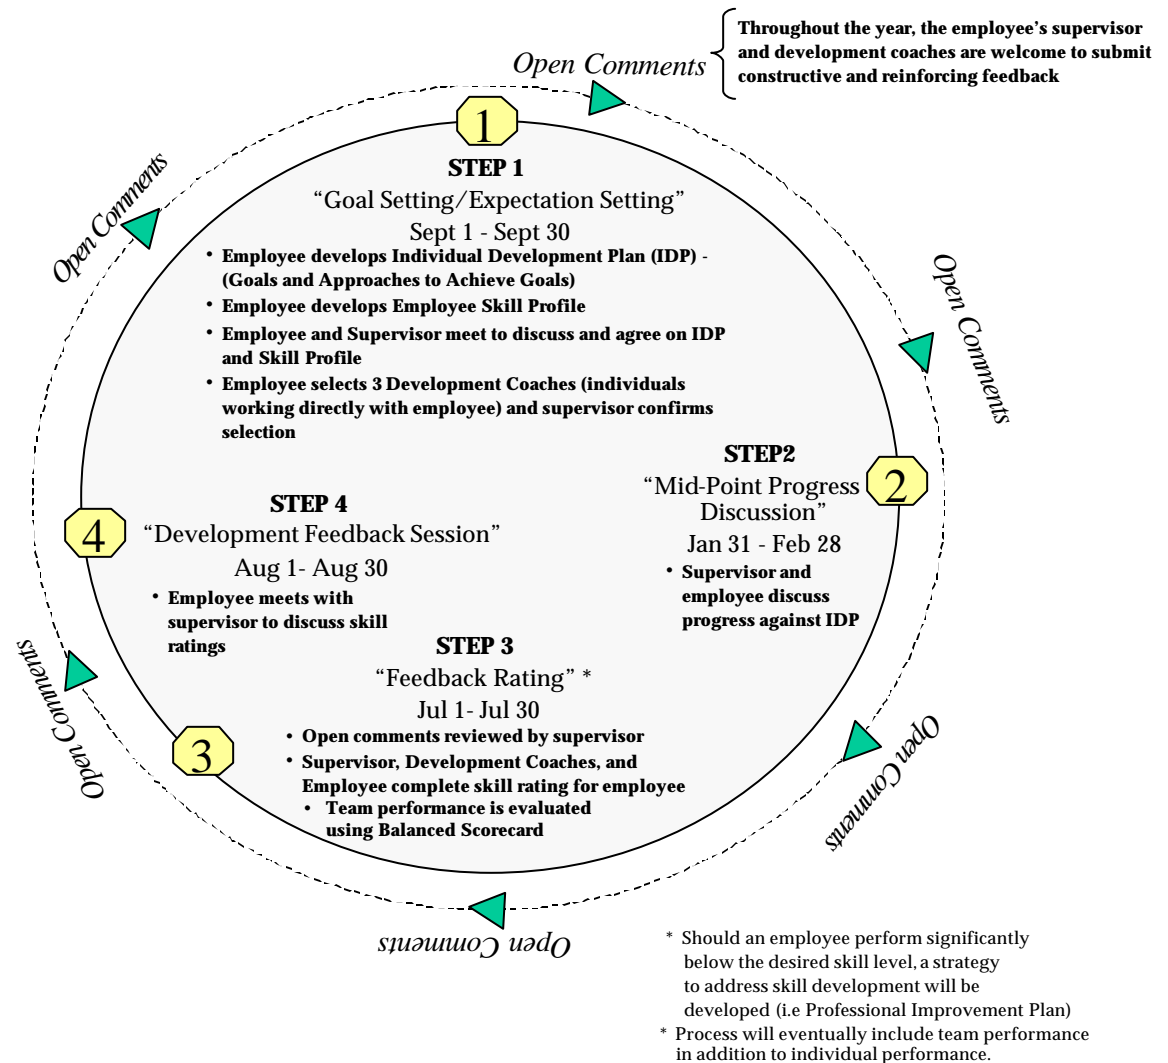 Throughout the year, the employee's supervisor
and development coaches are welcome to submit
constructive and reinforcing feedback
Open Comments
1
STEP 1
“Goal Setting/Expectation Setting”
Sept 1 - Sept 30
• Employee develops Individual Development Plan (IDP) -
(Goals and Approaches to Achieve Goals)
• Employee develops Employee Skill Profile
• Employee and Supervisor meet to discuss and agree on IDP
and Skill Profile
• Employee selects 3 Development Coaches (individuals
working directly with employee) and supervisor confirms
selection
Open Comments
STEP2
“Mid-Point Progress
Discussion”
Jan 31 - Feb 28
• Supervisor and
employee discuss
progress against IDP
2
Open Comments
STEP 3
“Feedback Rating” *
Jul 1- Jul 30
• Open comments reviewed by supervisor
• Supervisor, Development Coaches, and
Employee complete skill rating for employee
• Team performance is evaluated
using Balanced Scorecard
3
Open Comments
STEP 4
“Development Feedback Session”
Aug 1- Aug 30
• Employee meets with
supervisor to discuss skill
ratings
4
Open Comments
Open Comments
* Should an employee perform significantly
below the desired skill level, a strategy
to address skill development will be
developed (i.e Professional Improvement Plan)
* Process will eventually include team performance
in addition to individual performance.